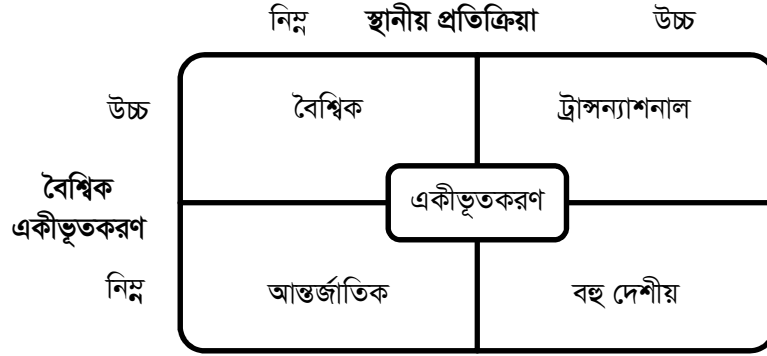 নিম্ন স্থানীয় প্রতিক্রিয়া উচ্চ
উচ্চ বৈশ্বিক ট্রান্সন্যাশনাল
বৈশ্বিক
একীভূতকরণ
একীভূতকরণ
নিম্ন আন্তর্জাতিক বহু দেশীয়